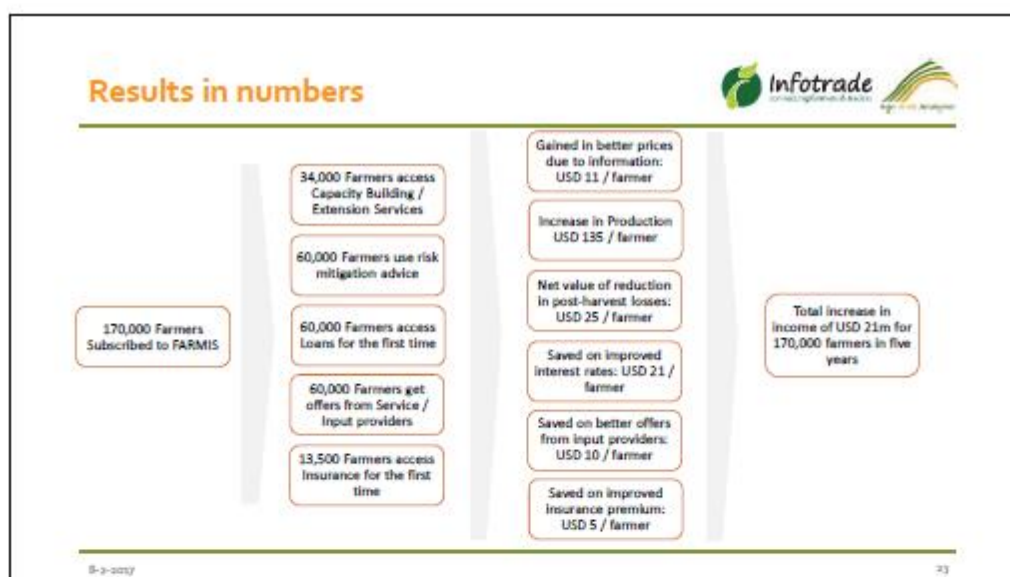 Results in numbers
Infotrade
34,000 Farmers access
Capacity Building /
Extension Services
60,000 Farmers use risk
mitigation advice
170,000 Farmers
Subscribed to FARMIS
60,000 Farmers access
Loans for the first time
60,000 Farmers get
offers from Service /
Input providers
13,500 Farmers access
Insurance for the first
time
Gained in better prices
due to information:
USD 11 / farmer
Increase in Production
USD 135 / farmer
Net value of reduction
in post-harvest losses:
USD 25 / farmer
Saved on improved
interest rates: USD 21 /
farmer
Saved on better offers
from input providers:
USD 10 / farmer
Saved on improved
insurance premium:
USD 5 / farmer
Total increase in
income of USD 21m for
170,000 farmers in five
years
8-2-2017
23